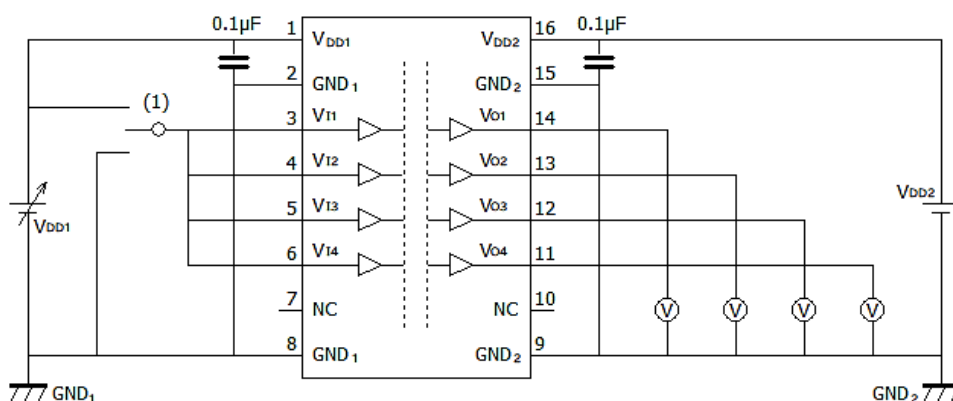 0.1µF 1 16 0.1µF
VDD1 VDD2
2 GND1 GND2 15
(1) 3 VI1 VO1 14
4 VI2 VO2 13
5 VI3 VO3 12
VDD1 VDD2
6 VI4 VO4 11
7 NC NC 10
V V V V
8 GND1 GND2 9
GND1 GND2